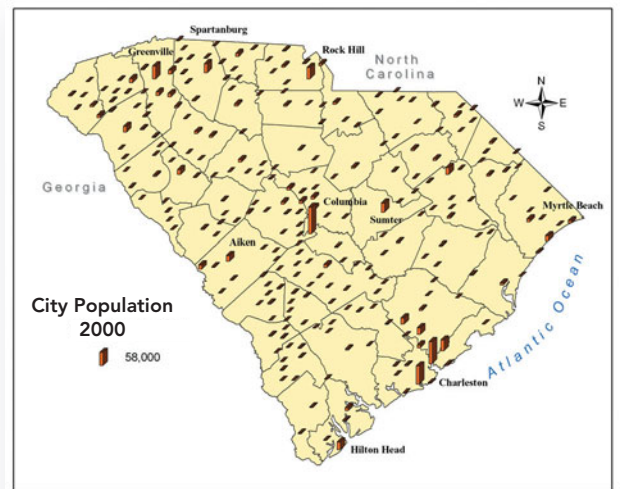 Spartanburg
Greenville
Rock Hill
North
Carolina
N
W E
S
Georgia
Columbia
Sumter
Myrtle Beach
Aiken
City Population
2000
58,000
Atlantic Ocean
Charleston
Hilton Head